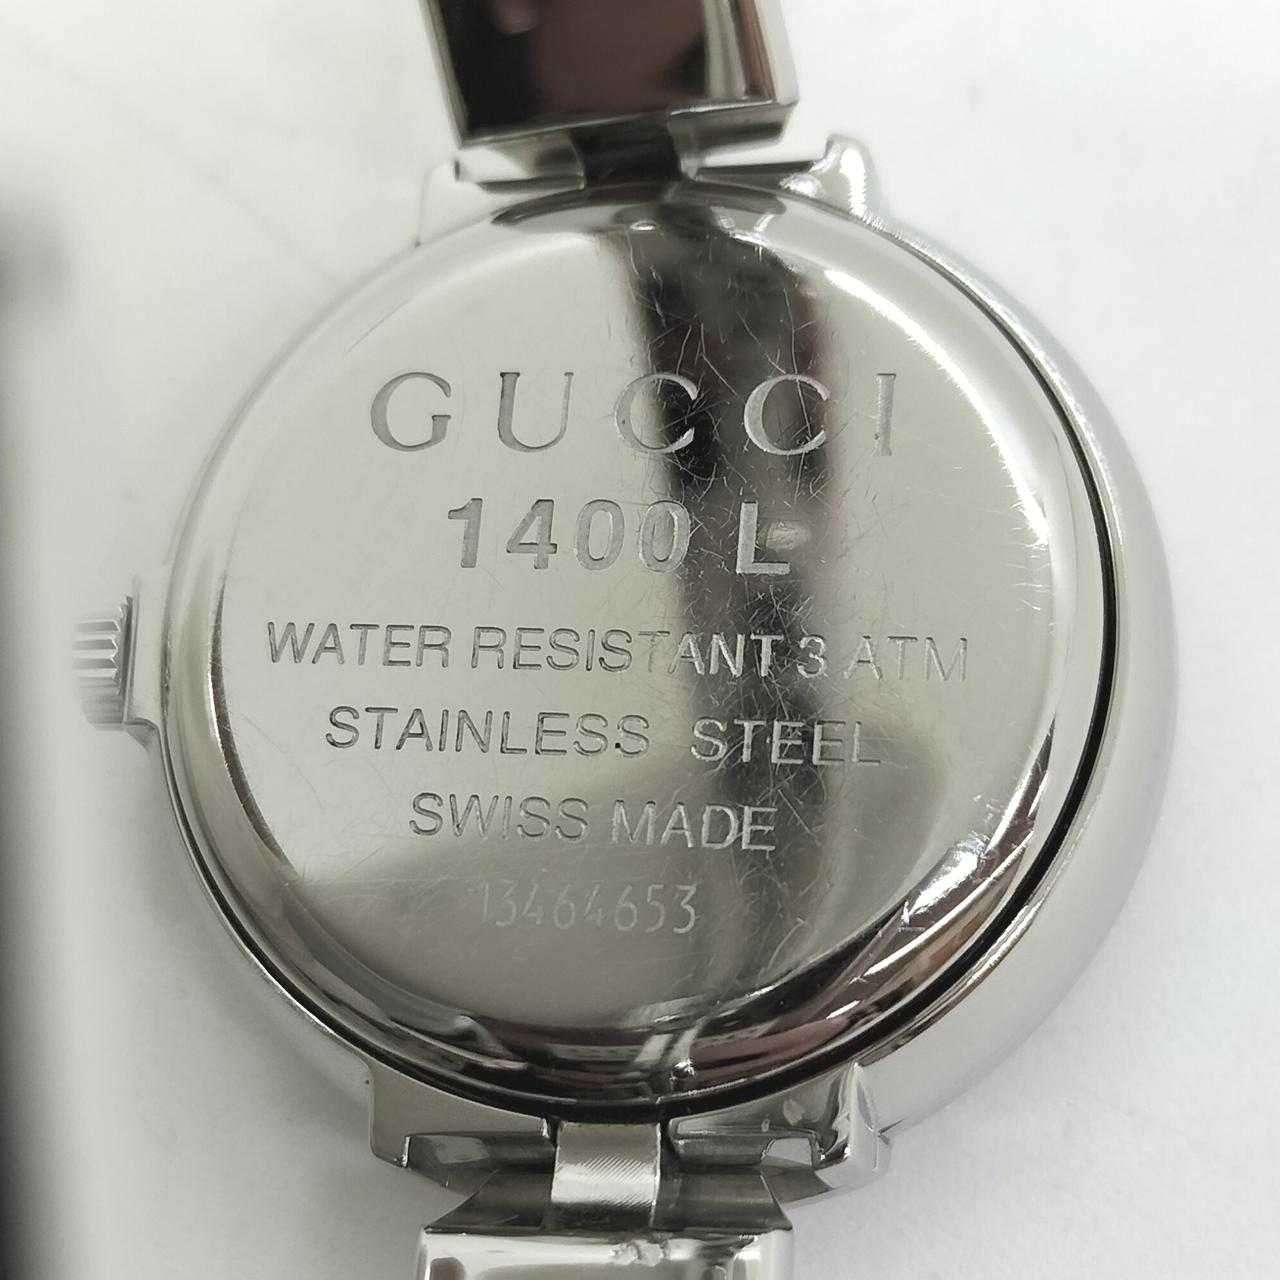 GUCCI
1400 L
WATER RESISTANT 3 ATM
STAINLESS STEEL
SWISS MADE
13464653